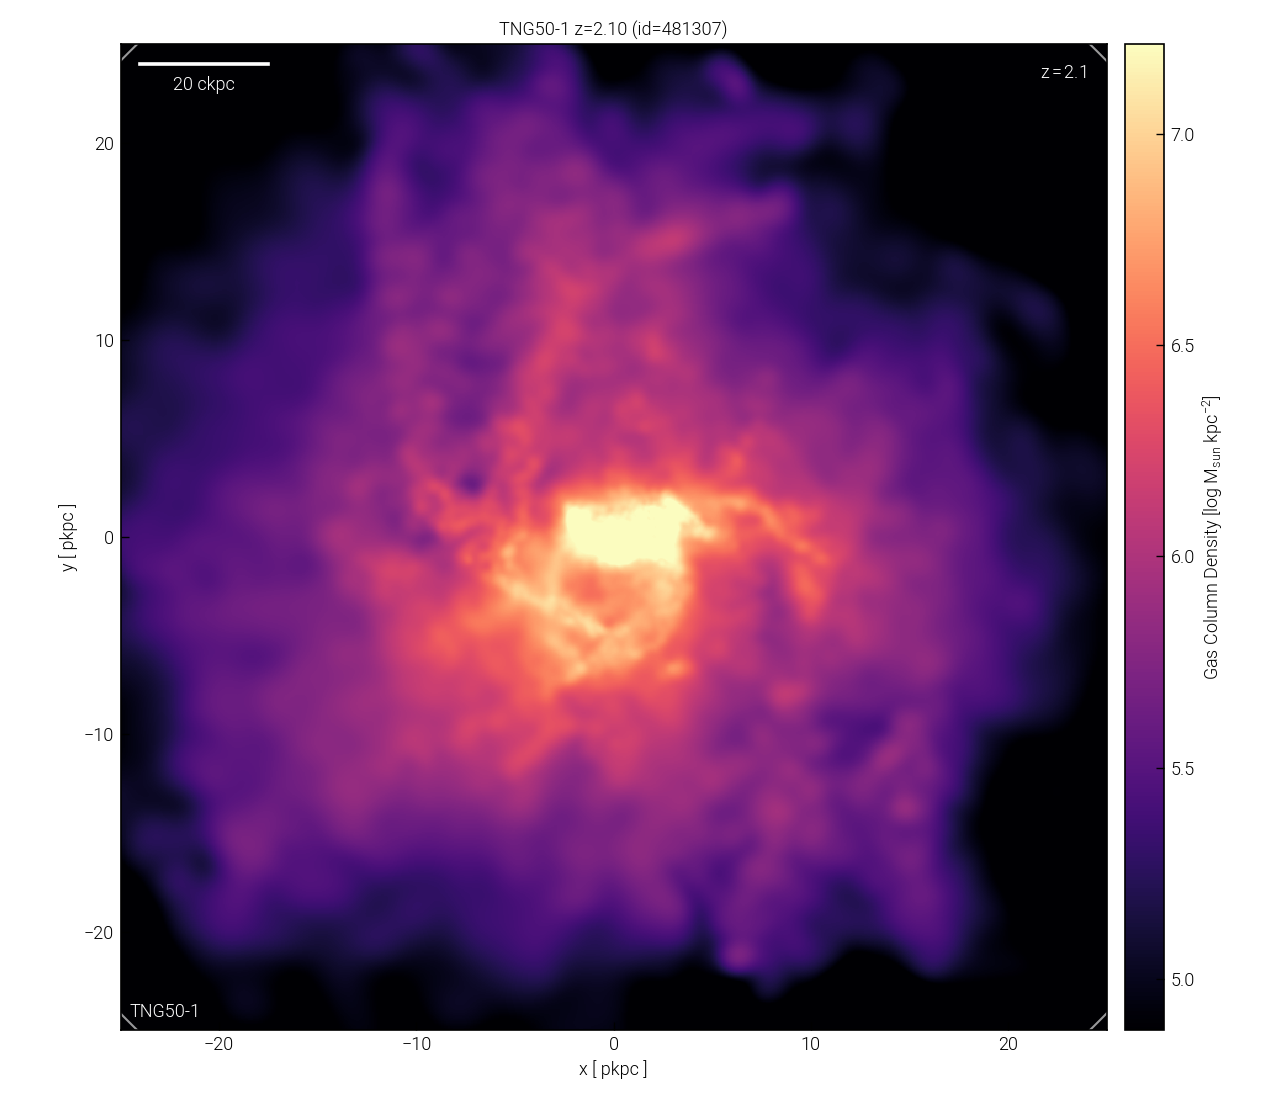 TNG50-1 z=2.10 (id=481307)
20 ckpc
z=2.1
TNG50-1
20
10
0
−10
−20
y [ pkpc ]
−20
−10
0
10
20
x [ pkpc ]
7.0
6.5
6.0
5.5
5.0
Gas Column Density [log M_sun kpc^−2]